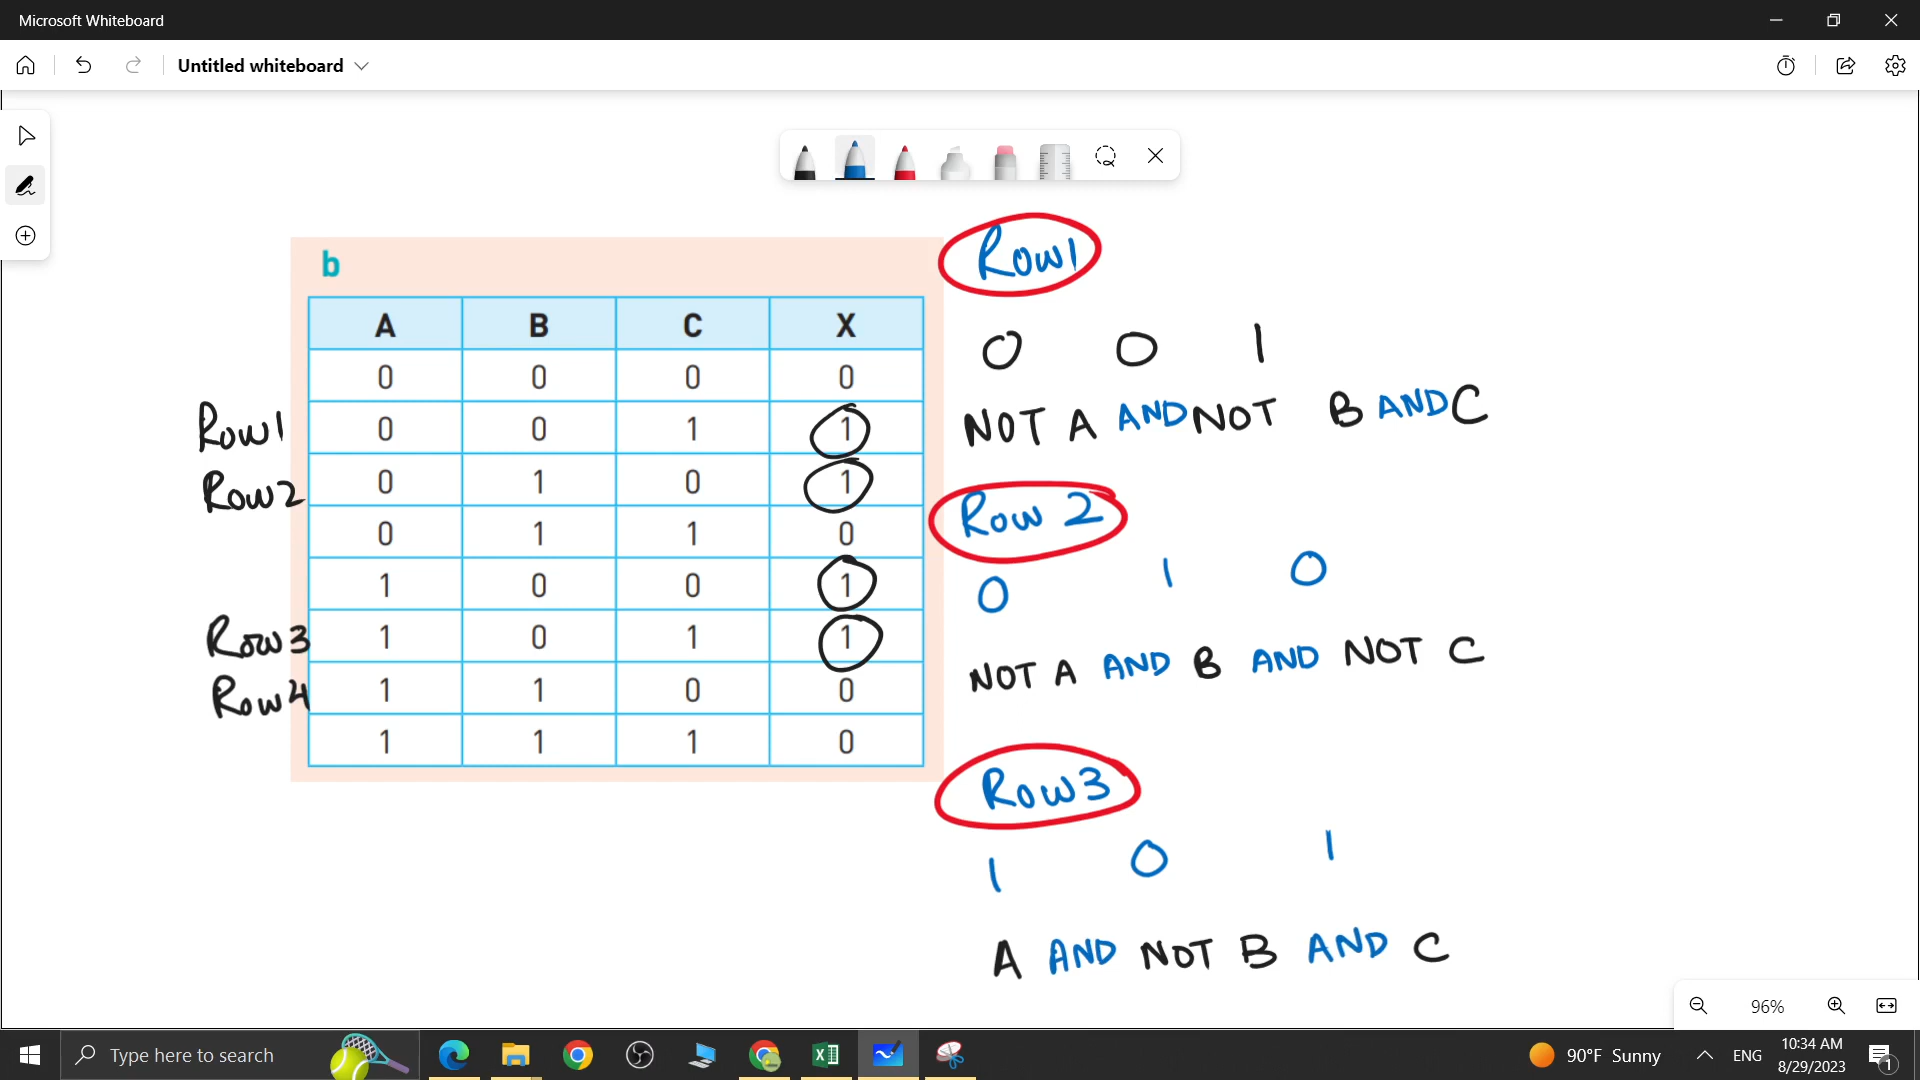 Microsoft Whiteboard
Untitled whiteboard
b
A B C X
0 0 0 0
Row1 0 0 1 1
Row2 0 1 0 1
0 1 1 0
1 0 0 1
Row3 1 0 1 1
Row4 1 1 0 0
1 1 1 0
Row1
0 0 1
NOT A AND NOT B AND C
Row 2
0 1 0
NOT A AND B AND NOT C
Row3
1 0 1
A AND NOT B AND C
96%
Type here to search
90°F Sunny
ENG
10:34 AM
8/29/2023
1